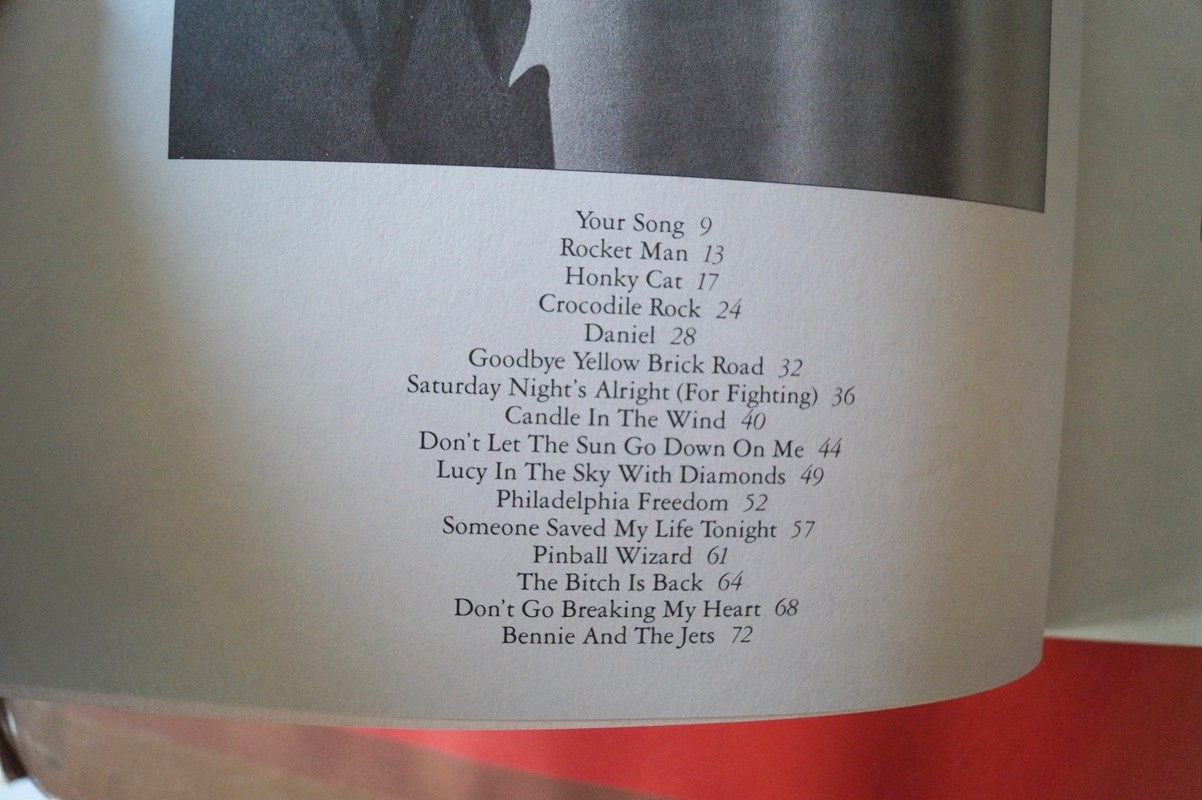 Your Song 9
Rocket Man 13
Honky Cat 17
Crocodile Rock 24
Daniel 28
Goodbye Yellow Brick Road 32
Saturday Night's Alright (For Fighting) 36
Candle In The Wind 40
Don't Let The Sun Go Down On Me 44
Lucy In The Sky With Diamonds 49
Philadelphia Freedom 52
Someone Saved My Life Tonight 57
Pinball Wizard 61
The Bitch Is Back 64
Don't Go Breaking My Heart 68
Bennie And The Jets 72